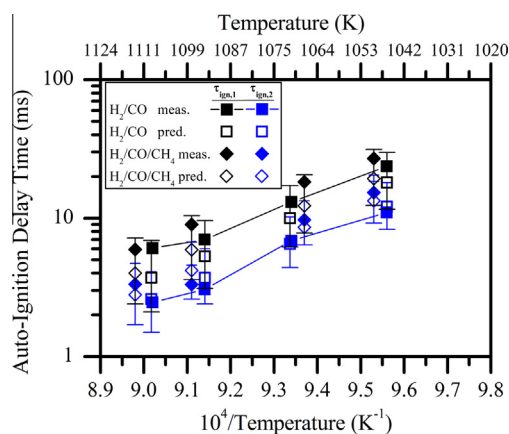 Temperature (K)
1124 1111 1099 1087 1075 1064 1053 1042 1031 1020
Auto-Ignition Delay Time (ms)
100
10
1
τign,1 τign,2
H2/CO meas.
H2/CO pred.
H2/CO/CH4 meas.
H2/CO/CH4 pred.
8.9 9.0 9.1 9.2 9.3 9.4 9.5 9.6 9.7 9.8
10^4/Temperature (K^-1)